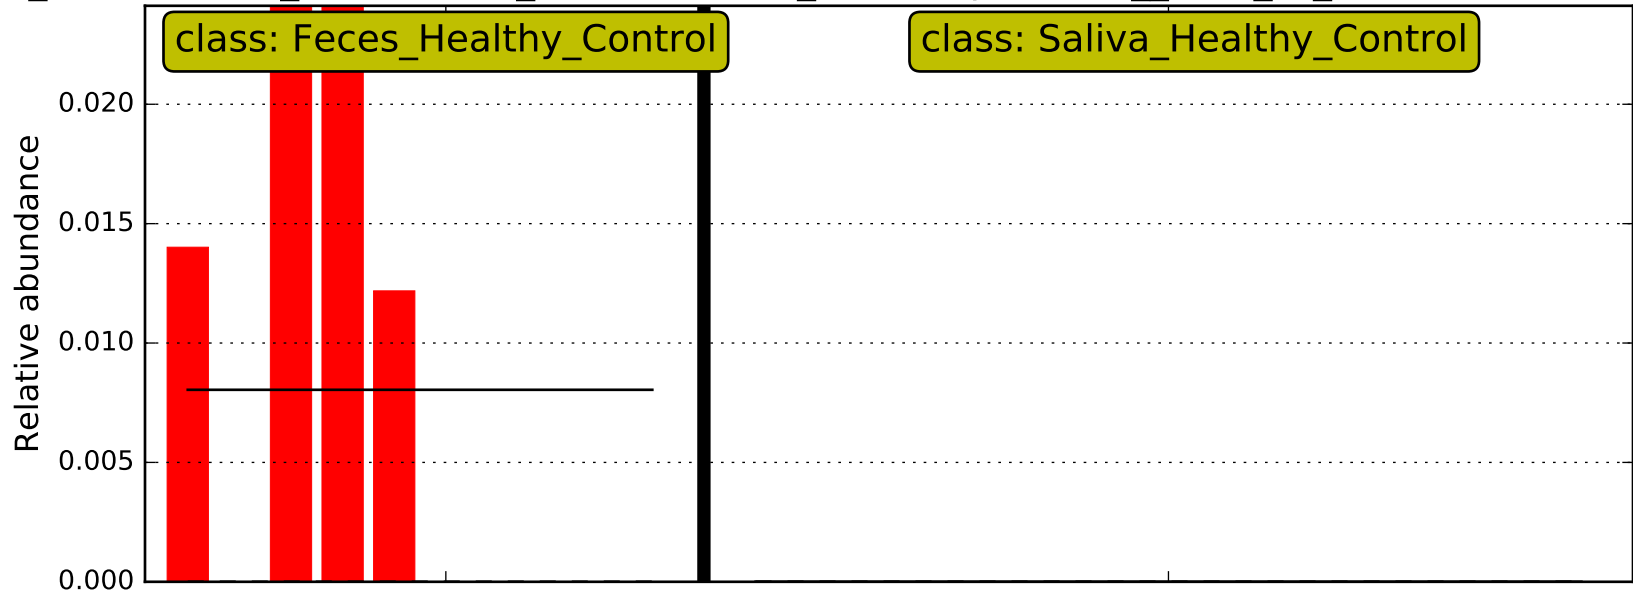 class: Feces_Healthy_Control
class: Saliva_Healthy_Control
Relative abundance
0.020
0.015
0.010
0.005
0.000